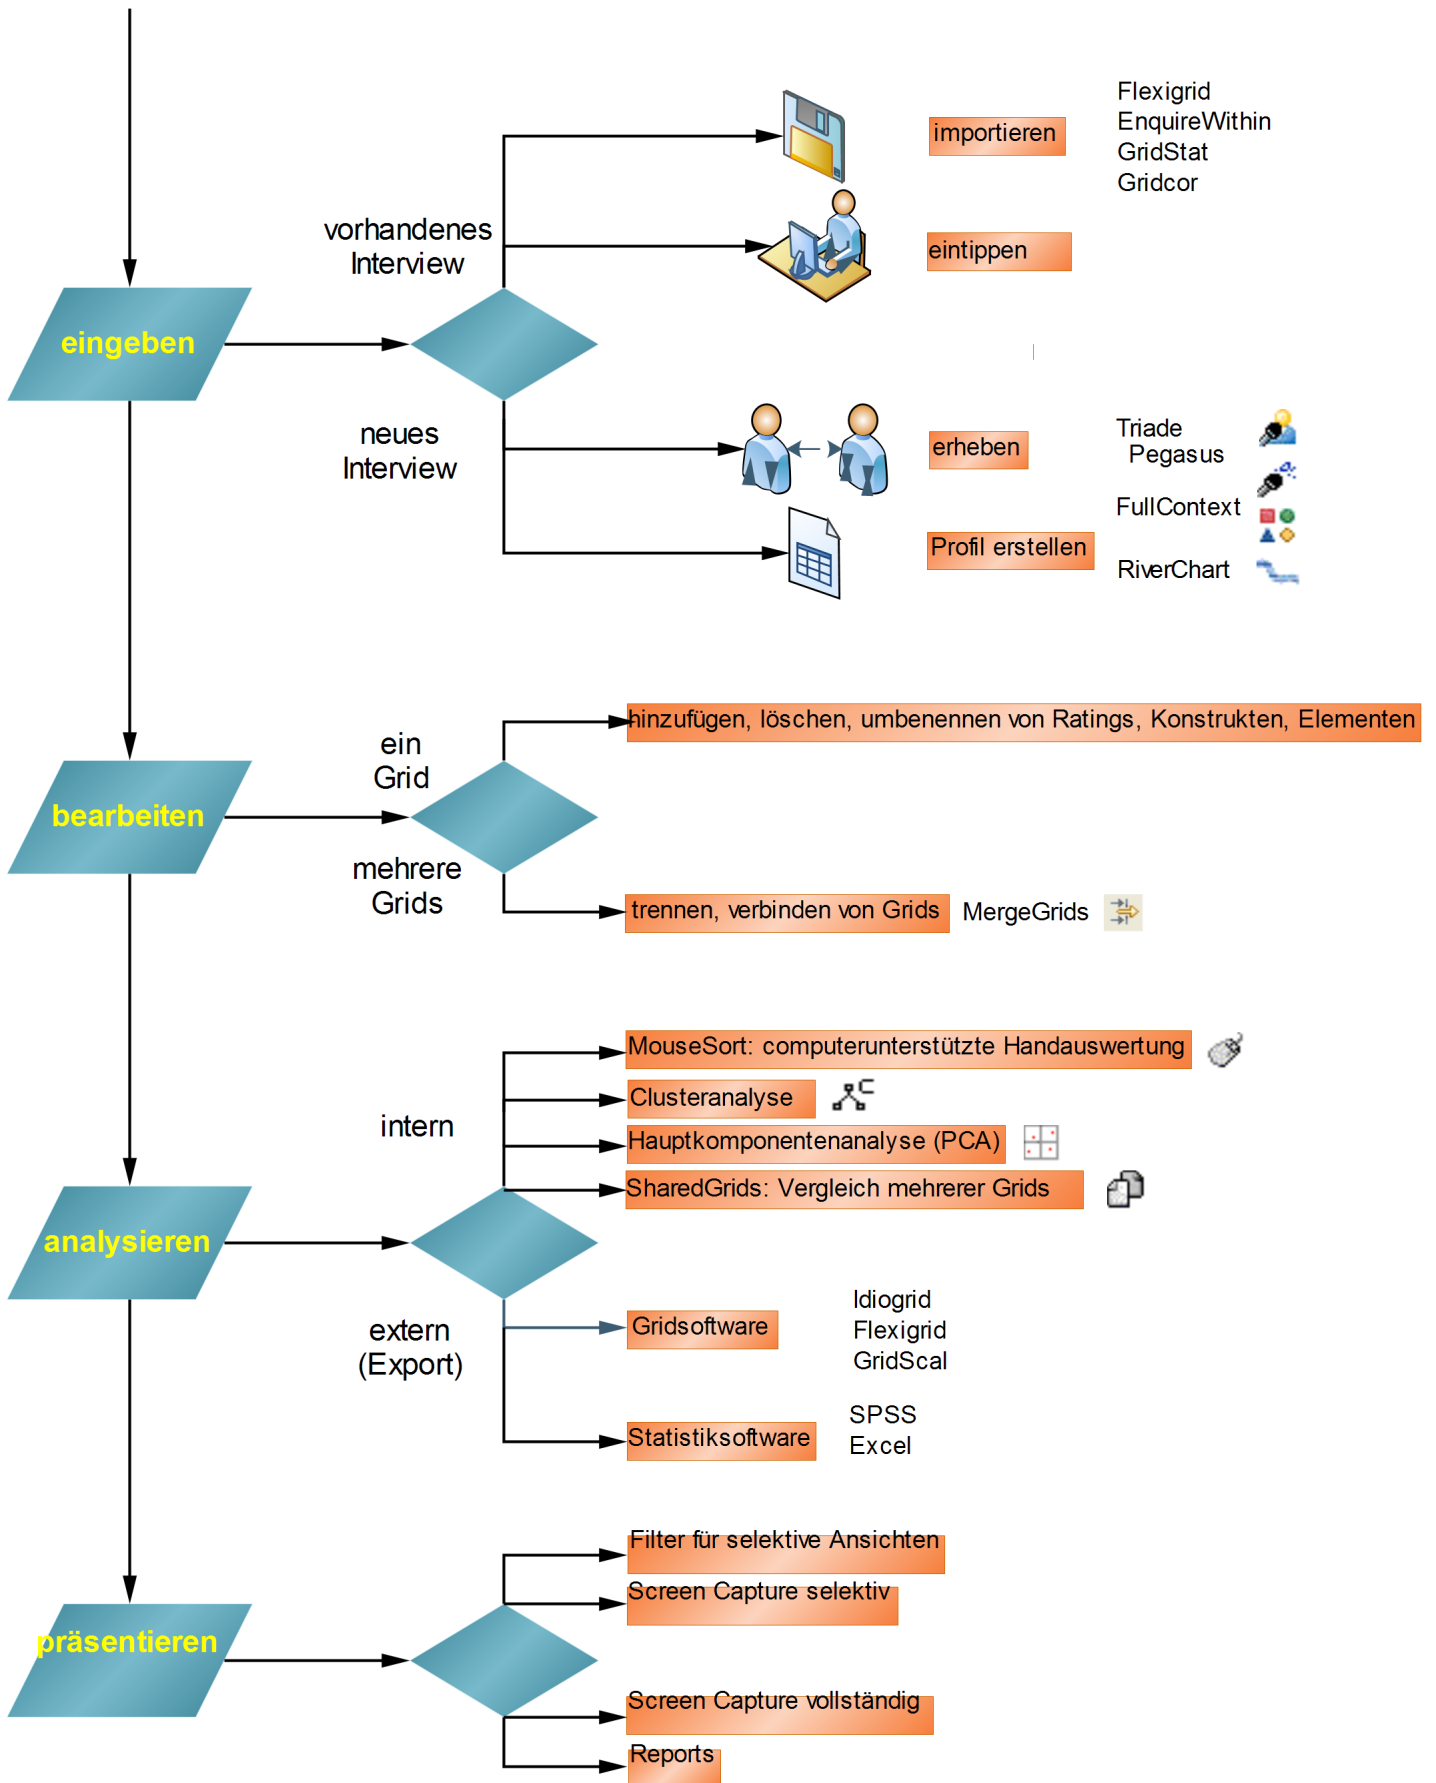 Flexigrid
EnquireWithin
GridStat
Gridcor
importieren
vorhandenes
Interview
eintippen
eingeben
neues
Interview
erheben
Triade
Pegasus
FullContext
Profil erstellen
RiverChart
ein
Grid
hinzufügen, löschen, umbenennen von Ratings, Konstrukten, Elementen
bearbeiten
mehrere
Grids
trennen, verbinden von Grids
MergeGrids
MouseSort: computerunterstützte Handauswertung
Clusteranalyse
C
intern
Hauptkomponentenanalyse (PCA)
SharedGrids: Vergleich mehrerer Grids
analysieren
extern
(Export)
Gridsoftware
Idiogrid
Flexigrid
GridScal
Statistiksoftware
SPSS
Excel
Filter für selektive Ansichten
Screen Capture selektiv
präsentieren
Screen Capture vollständig
Reports